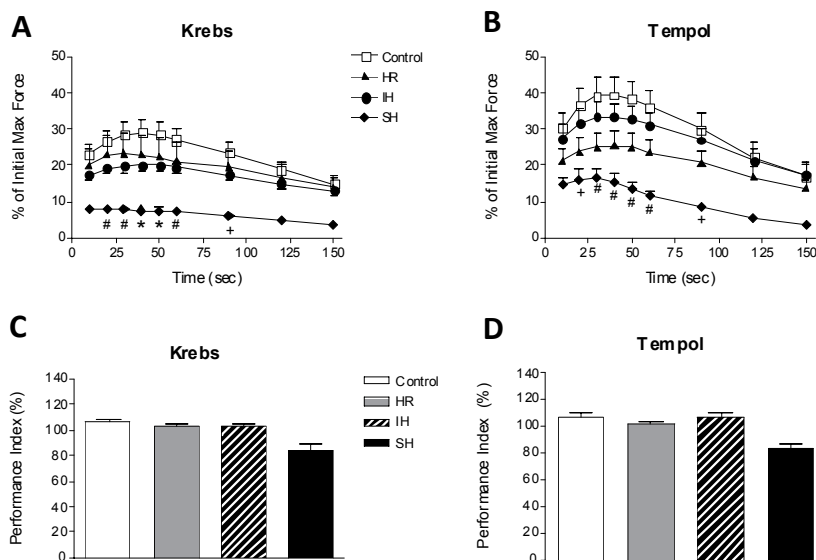 A
Krebs
% of Initial Max Force
50
40
30
20
10
0
0 25 50 75 100 125 150
Time (sec)
# # * * # +
Control
HR
IH
SH
B
Tempol
% of Initial Max Force
50
40
30
20
10
0
0 25 50 75 100 125 150
Time (sec)
+ # # # # +
C
Krebs
Performance Index (%)
140
120
100
80
60
40
20
0
Control
HR
IH
SH
D
Tempol
Performance Index (%)
140
120
100
80
60
40
20
0